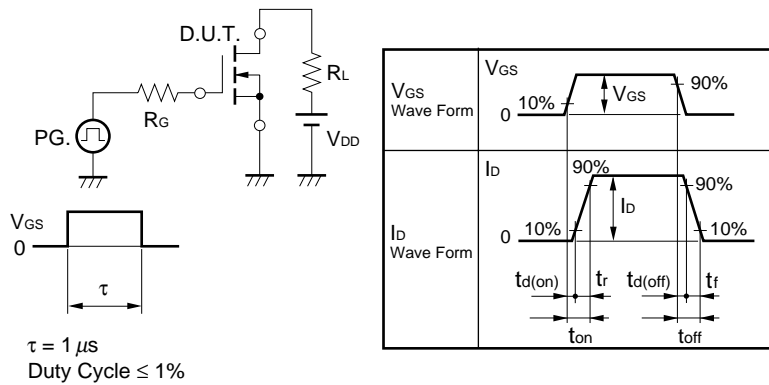 D.U.T.
RL
RG
PG.
VDD
VGS
0
τ
τ = 1 μs
Duty Cycle ≤ 1%
VGS
Wave Form
VGS
10%
0
VGS
90%
ID
Wave Form
ID
90%
90%
0
10%
ID
10%
td(on)
tr
td(off)
tf
ton
toff